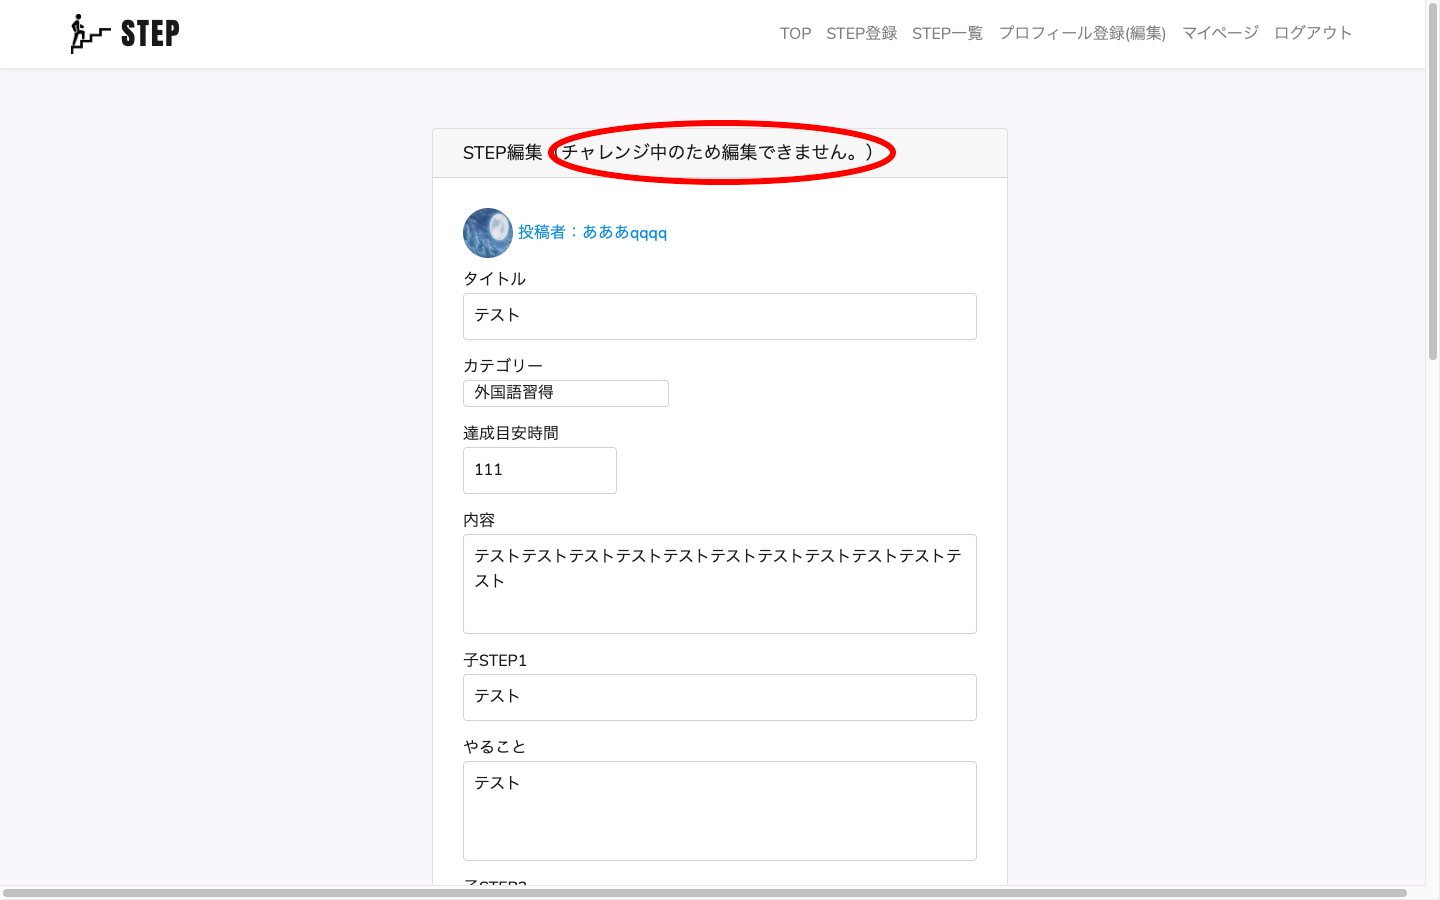 STEP
TOP STEP登録 STEP一覧 プロフィール登録(編集) マイページ ログアウト
STEP編集（チャレンジ中のため編集できません。）
投稿者：あああqqqq
タイトル
テスト
カテゴリー
外国語習得
達成目安時間
111
内容
テストテストテストテストテストテストテストテストテストテストテ
スト
子STEP1
テスト
やること
テスト
子STEP2